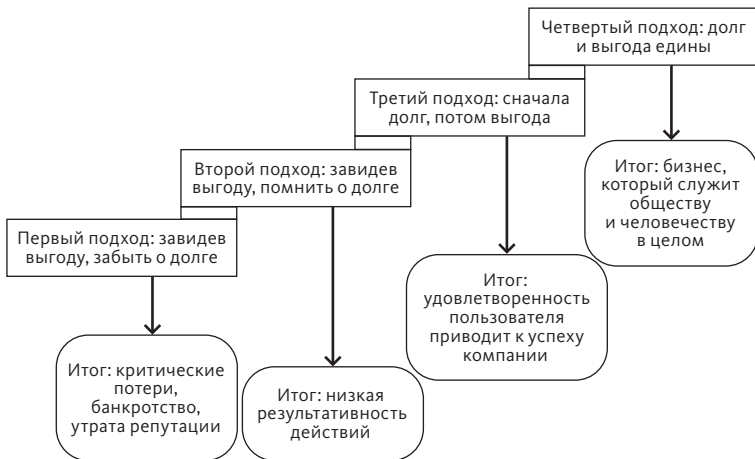 Четвертый подход: долг
и выгода едины
Третий подход: сначала
долг, потом выгода
Второй подход: завидев
выгоду, помнить о долге
Первый подход: завидев
выгоду, забыть о долге
Итог: бизнес,
который служит
обществу
и человечеству
в целом
Итог:
удовлетворенность
пользователя
приводит к успеху
компании
Итог: низкая
результативность
действий
Итог: критические
потери,
банкротство,
утрата репутации